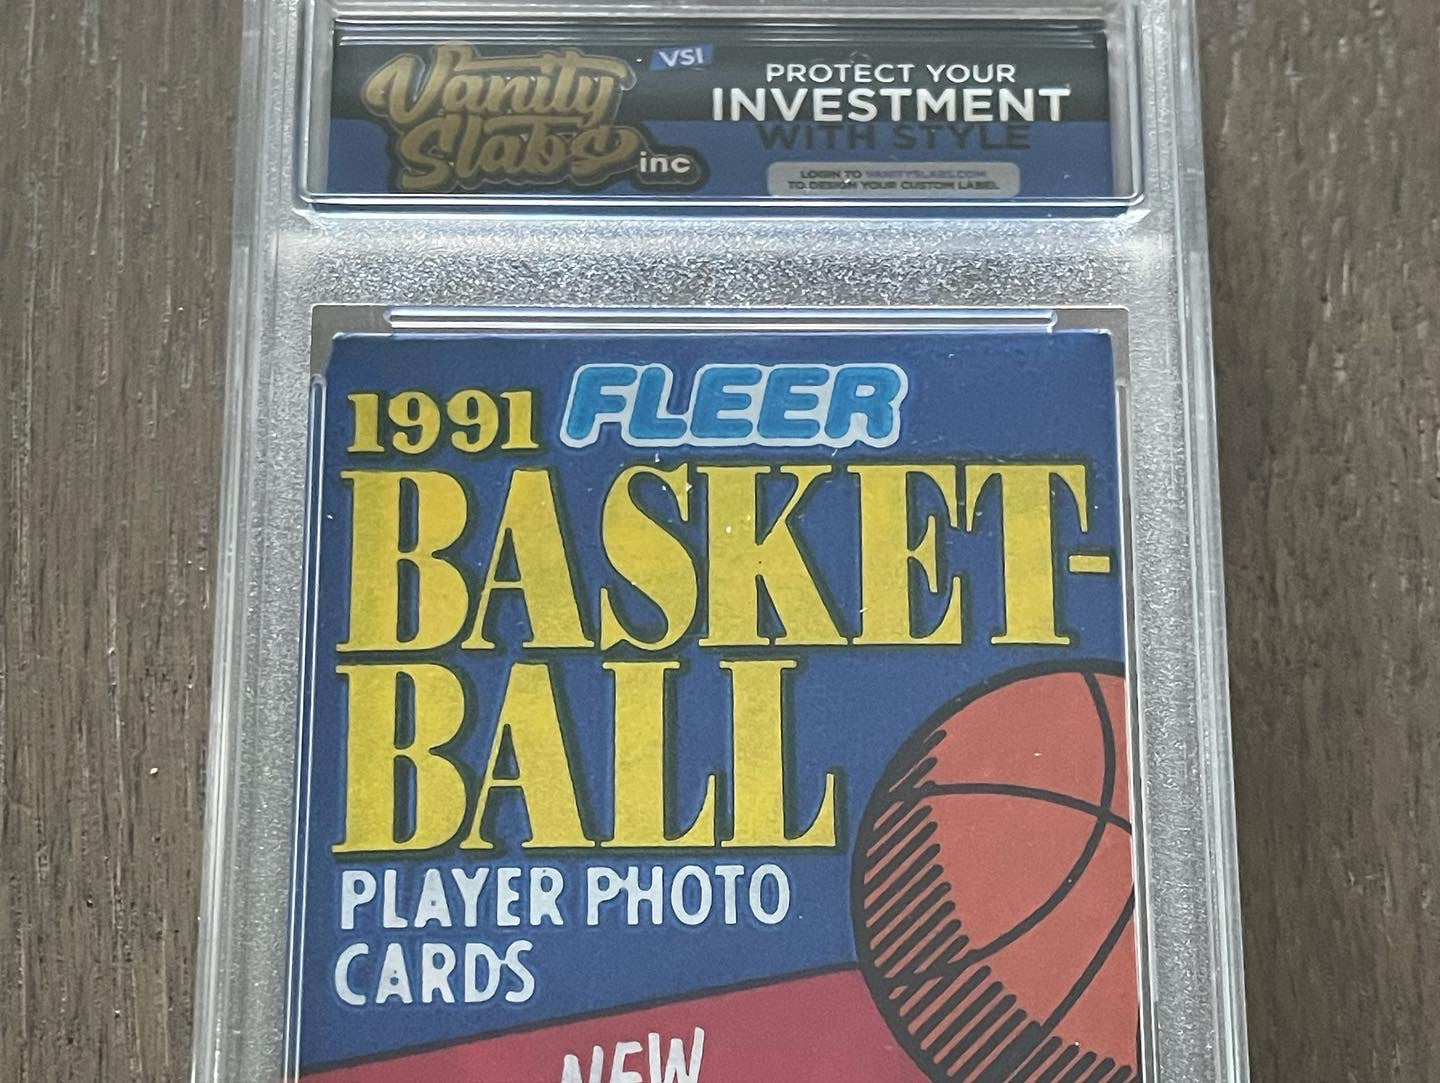 Vanity
Slabs inc
VSI
PROTECT YOUR
INVESTMENT
WITH STYLE
LOGIN TO VANITYSLABS.COM
TO DESIGN YOUR CUSTOM LABEL
1991 FLEER
BASKET-
BALL
PLAYER PHOTO
CARDS
NEW